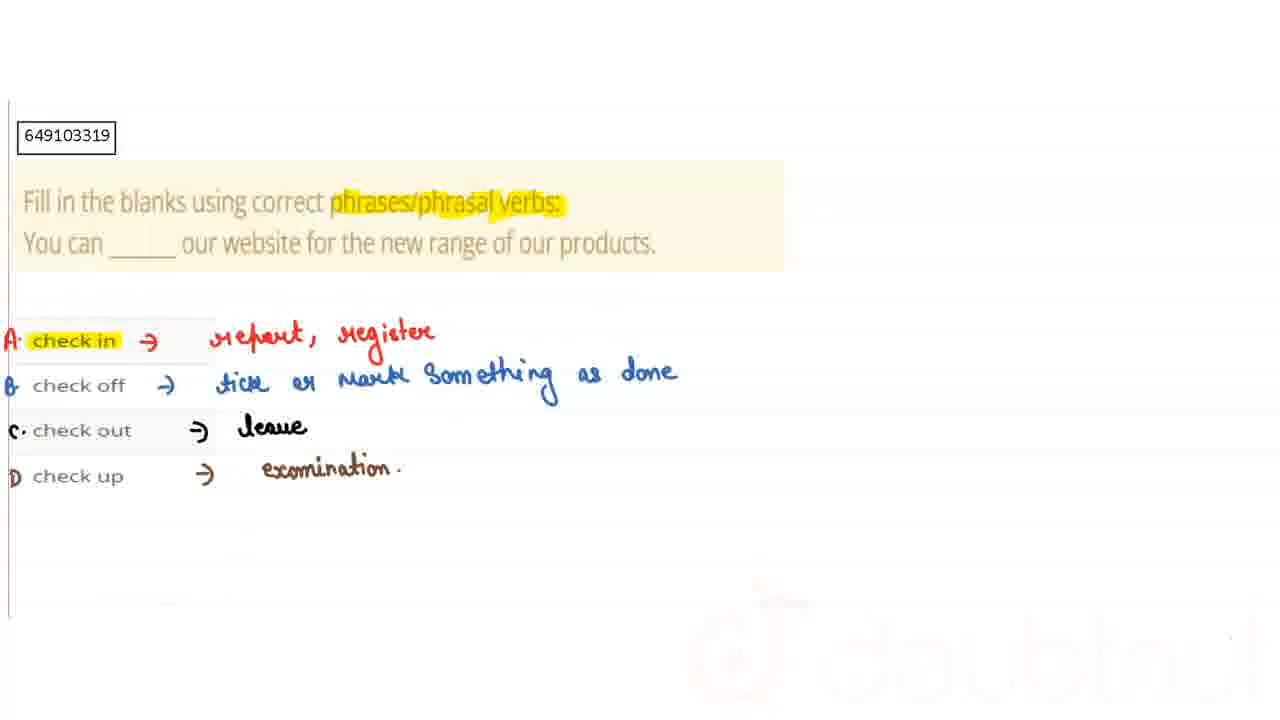 649103319
Fill in the blanks using correct phrases/phrasal verbs:
You can ______ our website for the new range of our products.
A. check in → report, register
B check off → tick or mark something as done
C. check out → leave
D check up → examination.
doubtnut